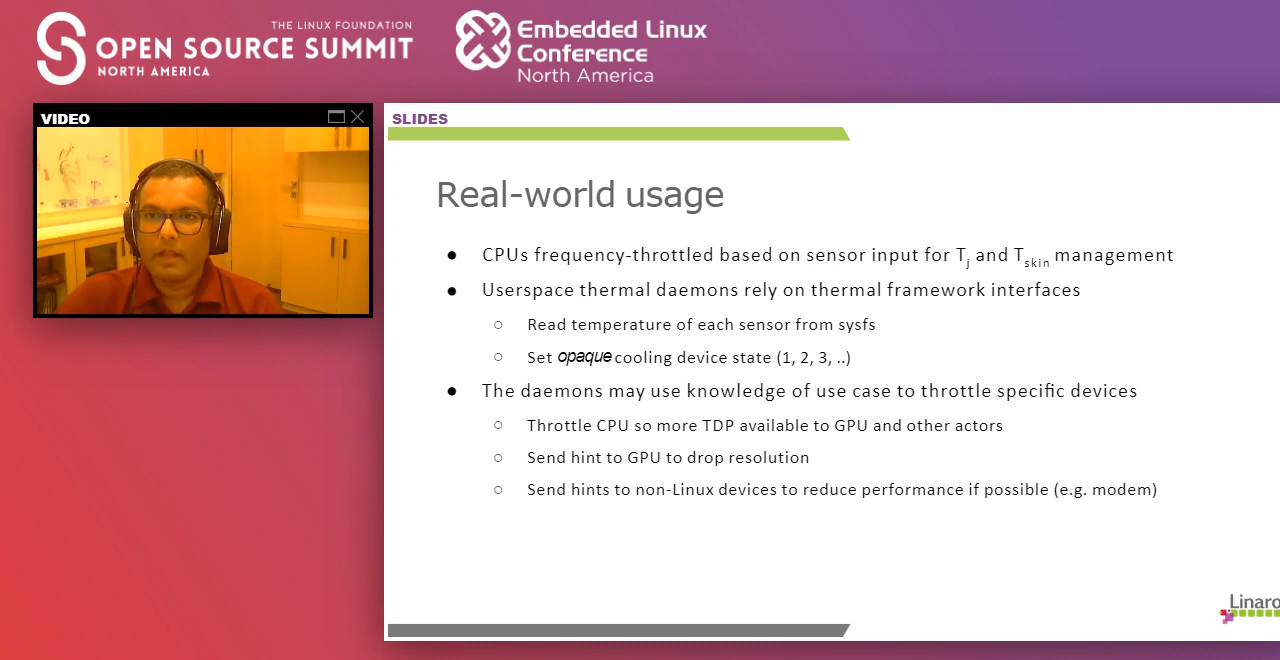 THE LINUX FOUNDATION
OPEN SOURCE SUMMIT
NORTH AMERICA
Embedded Linux
Conference
North America
VIDEO
SLIDES
Real-world usage
● CPUs frequency-throttled based on sensor input for Tj and Tskin management
● Userspace thermal daemons rely on thermal framework interfaces
○ Read temperature of each sensor from sysfs
○ Set opaque cooling device state (1, 2, 3, ..)
● The daemons may use knowledge of use case to throttle specific devices
○ Throttle CPU so more TDP available to GPU and other actors
○ Send hint to GPU to drop resolution
○ Send hints to non-Linux devices to reduce performance if possible (e.g. modem)
Linaro